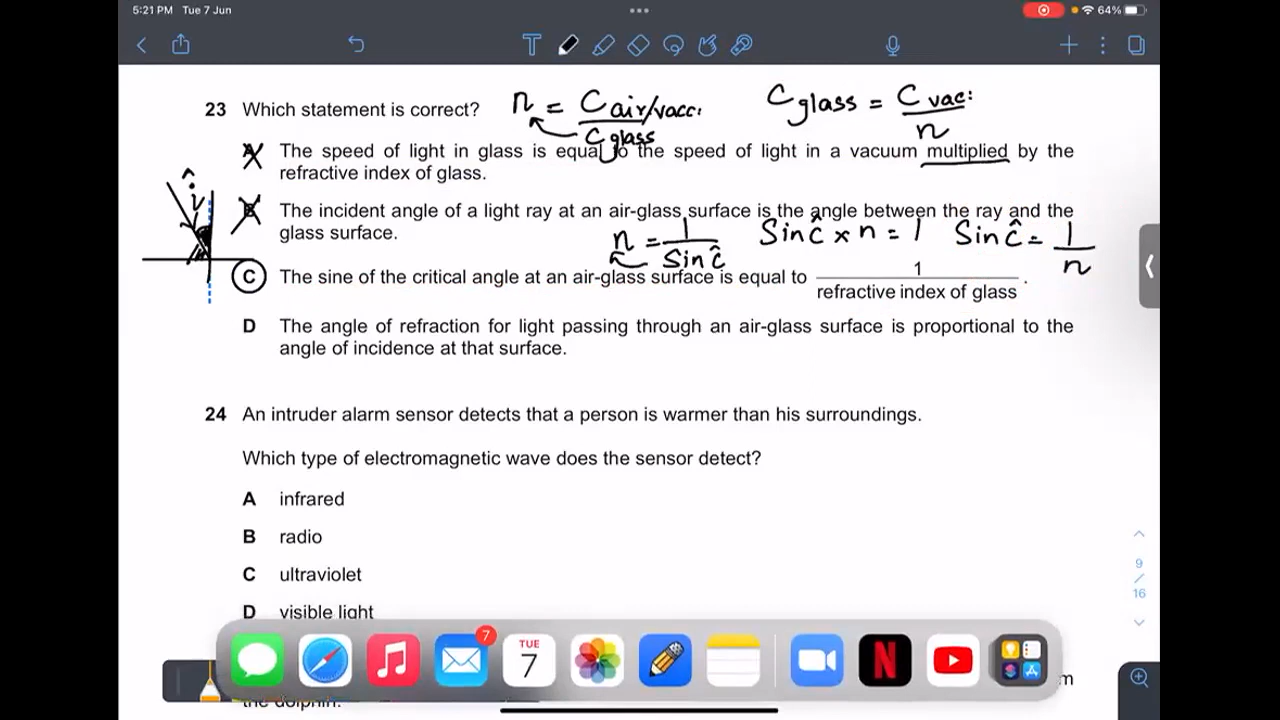 5:21 PM Tue 7 Jun
64%
T
23 Which statement is correct? n = C air/vacc: / C glass
C glass = C vac: / n
A The speed of light in glass is equal to the speed of light in a vacuum multiplied by the
refractive index of glass.
î
B The incident angle of a light ray at an air-glass surface is the angle between the ray and the
glass surface.
n = 1 / Sin ĉ Sin ĉ × n = 1 Sin ĉ = 1 / n
C The sine of the critical angle at an air-glass surface is equal to 1 / refractive index of glass .
D The angle of refraction for light passing through an air-glass surface is proportional to the
angle of incidence at that surface.
24 An intruder alarm sensor detects that a person is warmer than his surroundings.
Which type of electromagnetic wave does the sensor detect?
A infrared
B radio
C ultraviolet
D visible light
9
/
16
7
TUE
7
N
m
the dolphin.